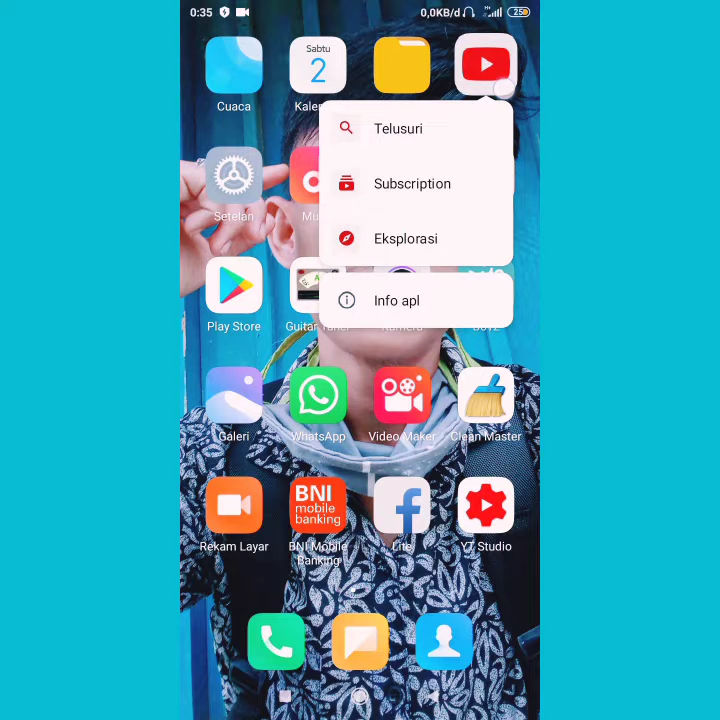 0:35
0,0KB/d
25
Sabtu
2
Cuaca
Telusuri
Subscription
Eksplorasi
Setelan
Info apl
Play Store
Galeri
WhatsApp
Video Maker
Clean Master
BNI
mobile
banking
Rekam Layar
BNI Mobile
Banking
Lite
YT Studio